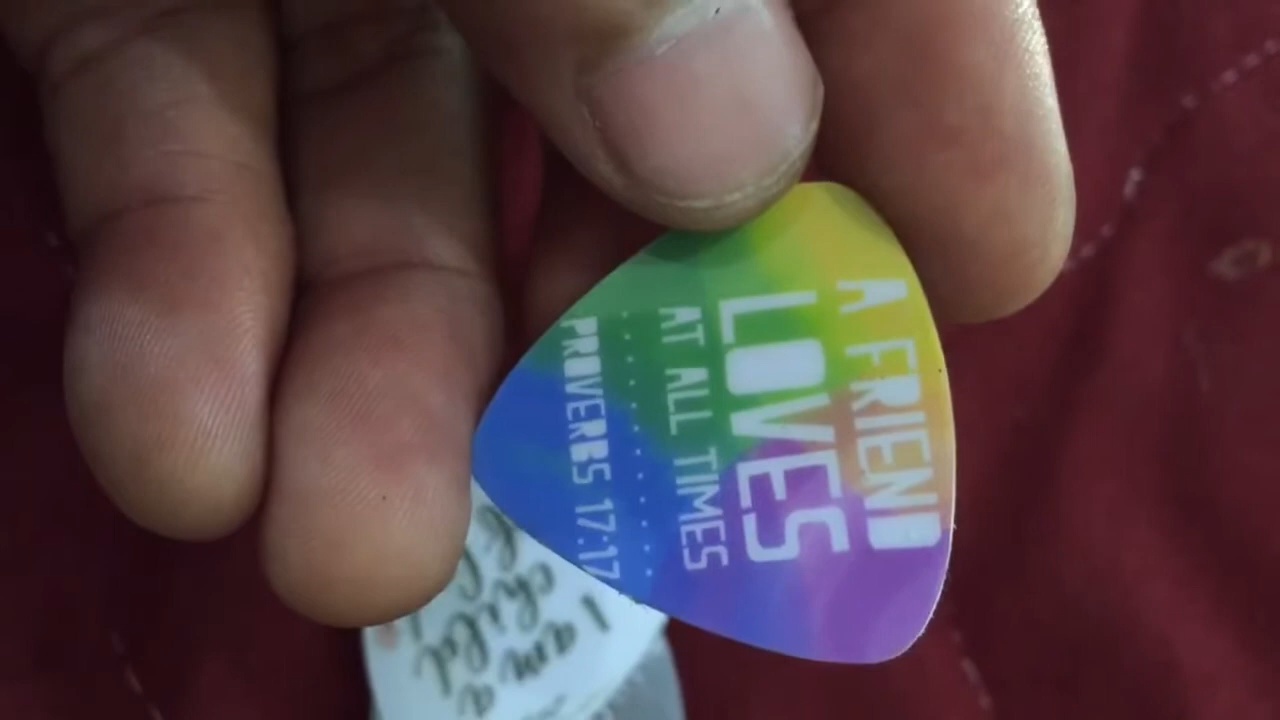 A FRIEND
LOVES
AT ALL TIMES
PROVERBS 17:17
I am a
child